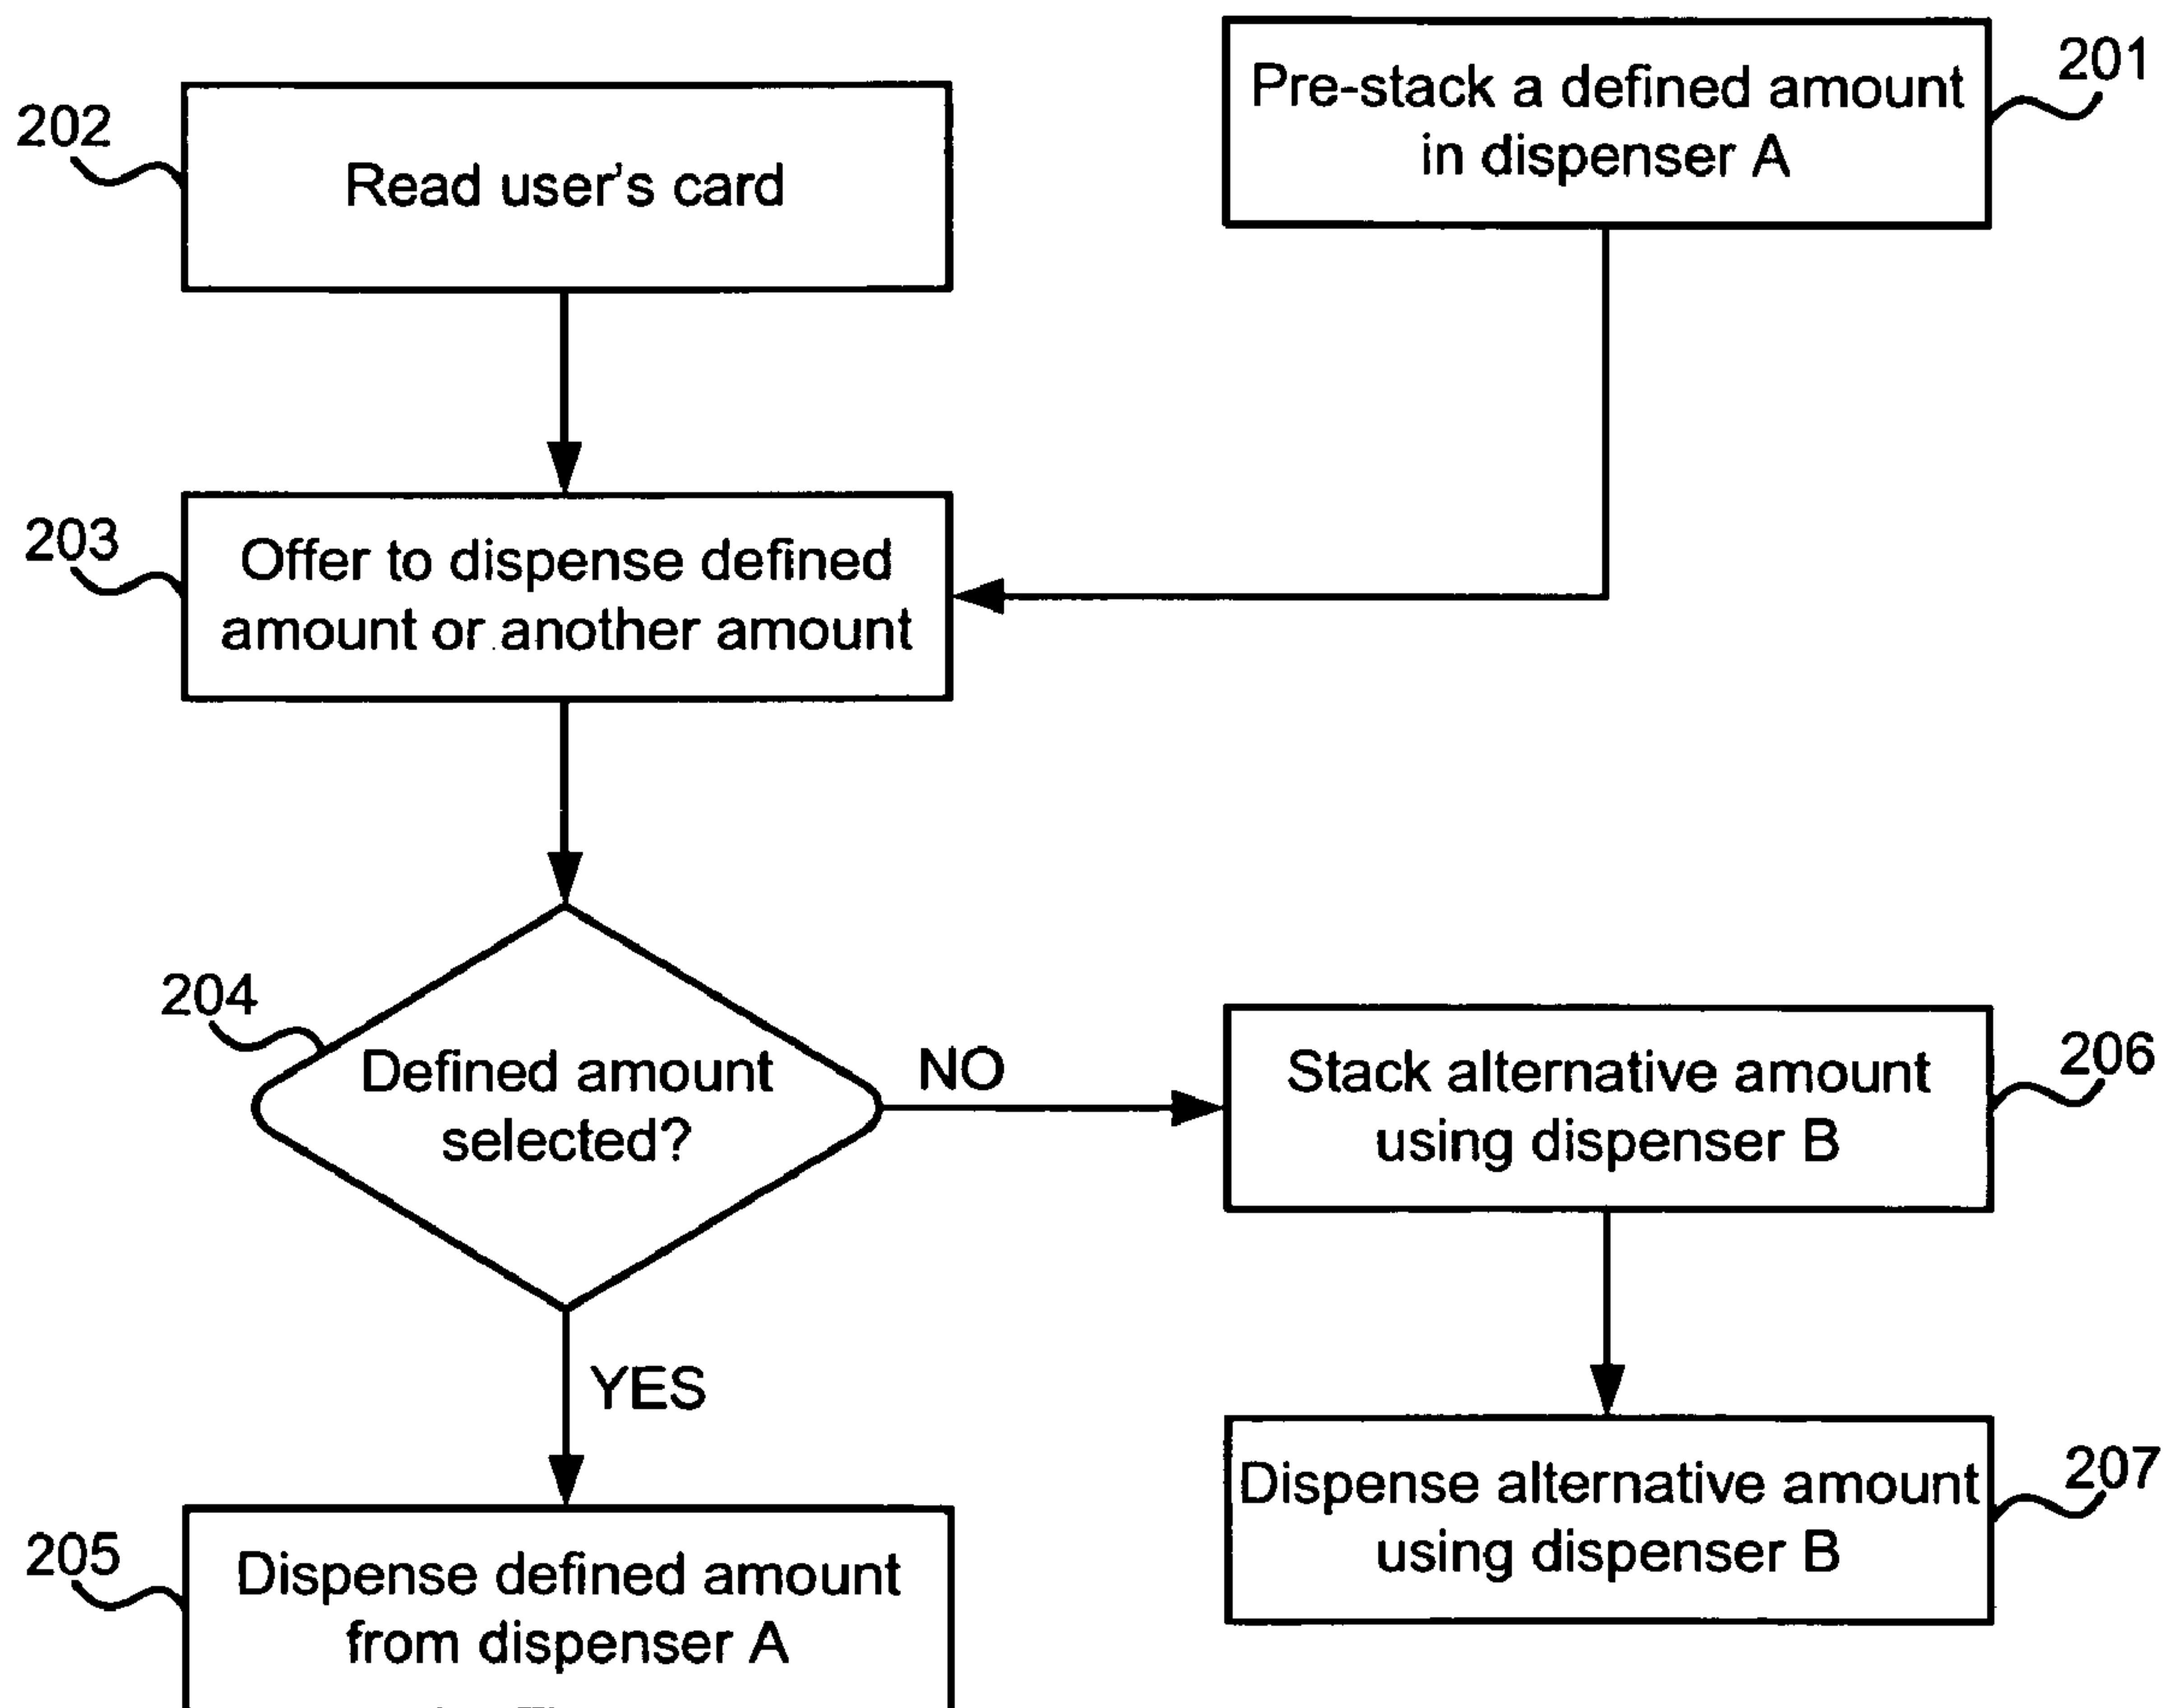 201
Pre-stack a defined amount
in dispenser A
202
Read user's card
203
Offer to dispense defined
amount or another amount
204
Defined amount
selected?
NO
206
Stack alternative amount
using dispenser B
YES
207
Dispense alternative amount
using dispenser B
205
Dispense defined amount
from dispenser A